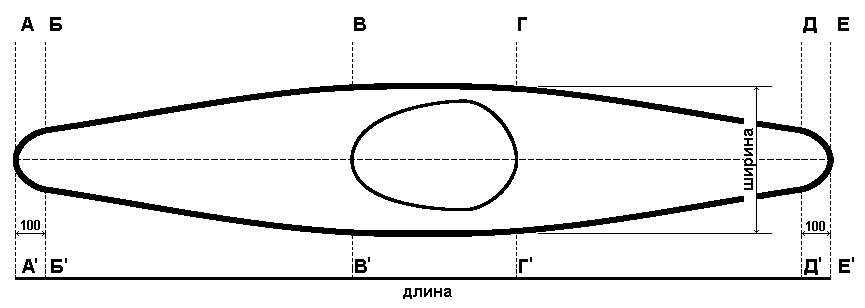 А Б В Г Д Е
ширина
100 100
А' Б' В' Г' Д' Е'
длина